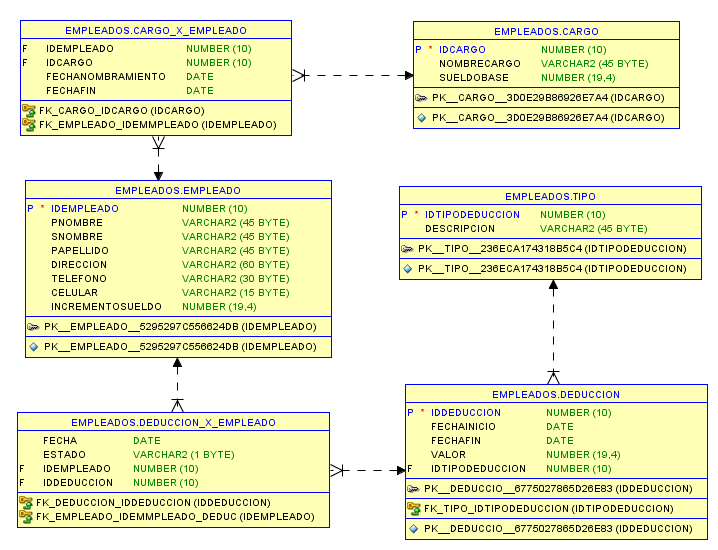 EMPLEADOS.CARGO_X_EMPLEADO
F IDEMPLEADO NUMBER (10)
F IDCARGO NUMBER (10)
FECHANOMBRAMIENTO DATE
FECHAFIN DATE
FK_CARGO_IDCARGO (IDCARGO)
FK_EMPLEADO_IDEMMPLEADO (IDEMPLEADO)
EMPLEADOS.CARGO
P * IDCARGO NUMBER (10)
NOMBRECARGO VARCHAR2 (45 BYTE)
SUELDOBASE NUMBER (19,4)
PK__CARGO__3D0E29B86926E7A4 (IDCARGO)
PK__CARGO__3D0E29B86926E7A4 (IDCARGO)
EMPLEADOS.EMPLEADO
P * IDEMPLEADO NUMBER (10)
PNOMBRE VARCHAR2 (45 BYTE)
SNOMBRE VARCHAR2 (45 BYTE)
PAPELLIDO VARCHAR2 (45 BYTE)
DIRECCION VARCHAR2 (60 BYTE)
TELEFONO VARCHAR2 (30 BYTE)
CELULAR VARCHAR2 (15 BYTE)
INCREMENTOSUELDO NUMBER (19,4)
PK__EMPLEADO__5295297C556624DB (IDEMPLEADO)
PK__EMPLEADO__5295297C556624DB (IDEMPLEADO)
EMPLEADOS.TIPO
P * IDTIPODEDUCCION NUMBER (10)
DESCRIPCION VARCHAR2 (45 BYTE)
PK__TIPO__236ECA174318B5C4 (IDTIPODEDUCCION)
PK__TIPO__236ECA174318B5C4 (IDTIPODEDUCCION)
EMPLEADOS.DEDUCCION_X_EMPLEADO
FECHA DATE
ESTADO VARCHAR2 (1 BYTE)
F IDEMPLEADO NUMBER (10)
F IDDEDUCCION NUMBER (10)
FK_DEDUCCION_IDDEDUCCION (IDDEDUCCION)
FK_EMPLEADO_IDEMMPLEADO_DEDUC (IDEMPLEADO)
EMPLEADOS.DEDUCCION
P * IDDEDUCCION NUMBER (10)
FECHAINICIO DATE
FECHAFIN DATE
VALOR NUMBER (19,4)
F IDTIPODEDUCCION NUMBER (10)
PK__DEDUCCIO__6775027865D26E83 (IDDEDUCCION)
FK_TIPO_IDTIPODEDUCCION (IDTIPODEDUCCION)
PK__DEDUCCIO__6775027865D26E83 (IDDEDUCCION)